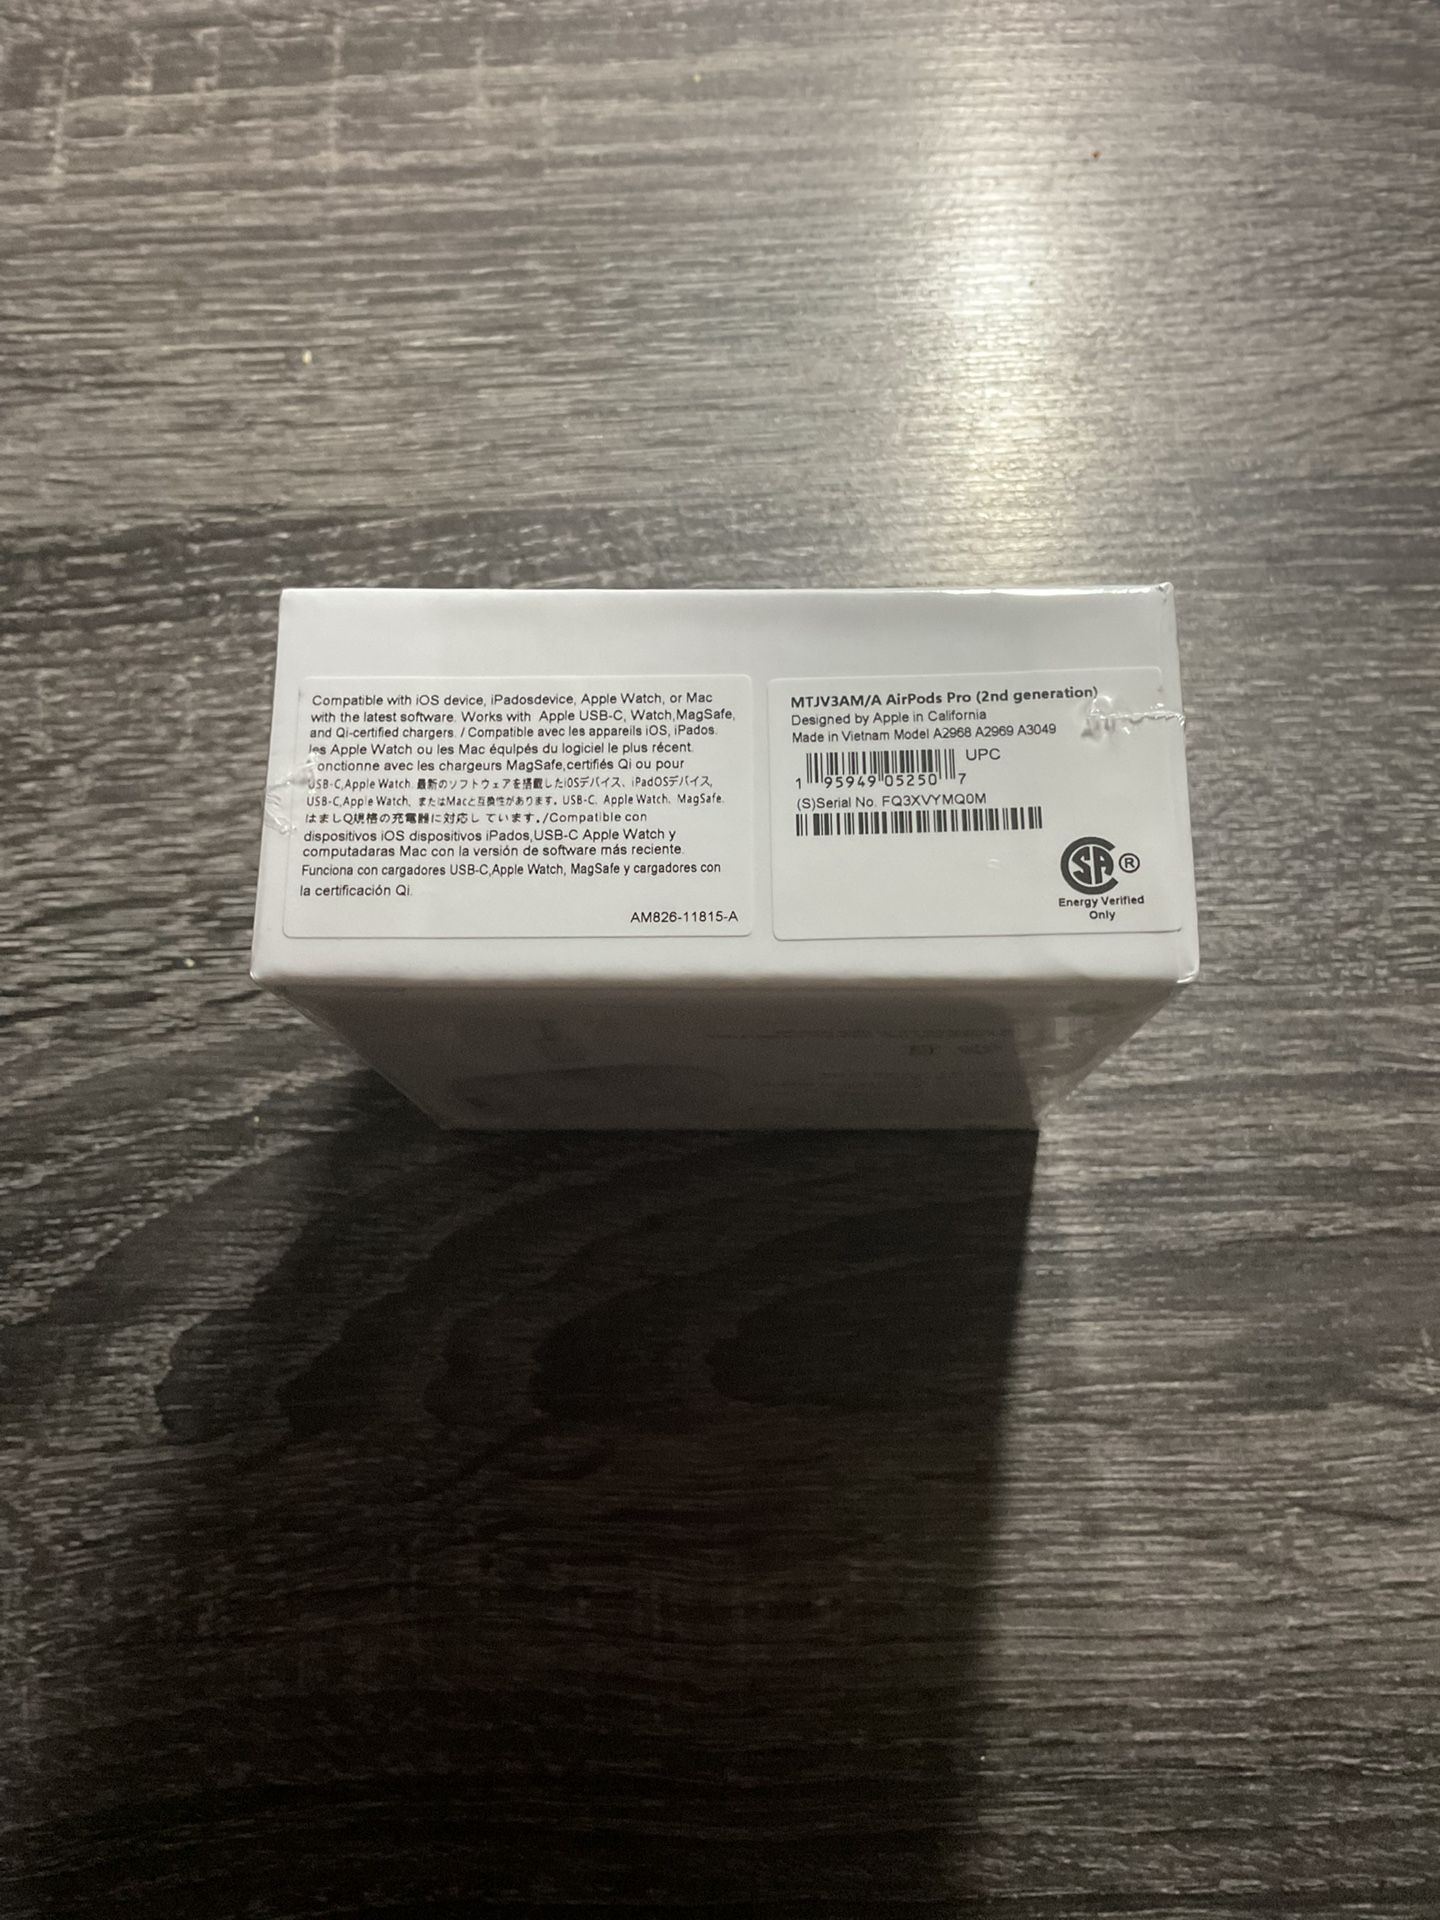 Compatible with iOS device, iPadosdevice, Apple Watch, or Mac
with the latest software. Works with Apple USB-C, Watch,MagSafe,
and Qi-certified chargers. / Compatible avec les appareils iOS, iPados.
les Apple Watch ou les Mac équipés du logiciel le plus récent.
onctionne avec les chargeurs MagSafe,certifiés Qi ou pour
USB-C,Apple Watch. 最新のソフトウェアを搭載したiOSデバイス、iPadOSデバイス,
USB-C,Apple Watch、またはMacと互換性があります。USB-C、Apple Watch、MagSafe.
はましQi規格の充電器に対応し ています。/Compatible con
dispositivos iOS dispositivos iPados,USB-C Apple Watch y
computadaras Mac con la versión de software más reciente.
Funciona con cargadores USB-C,Apple Watch, MagSafe y cargadores con
la certificación Qi.
AM826-11815-A
MTJV3AM/A AirPods Pro (2nd generation)
Designed by Apple in California
Made in Vietnam Model A2968 A2969 A3049
UPC
1 95949 05250 7
(S)Serial No. FQ3XVYMQ0M
SA ®
Energy Verified
Only